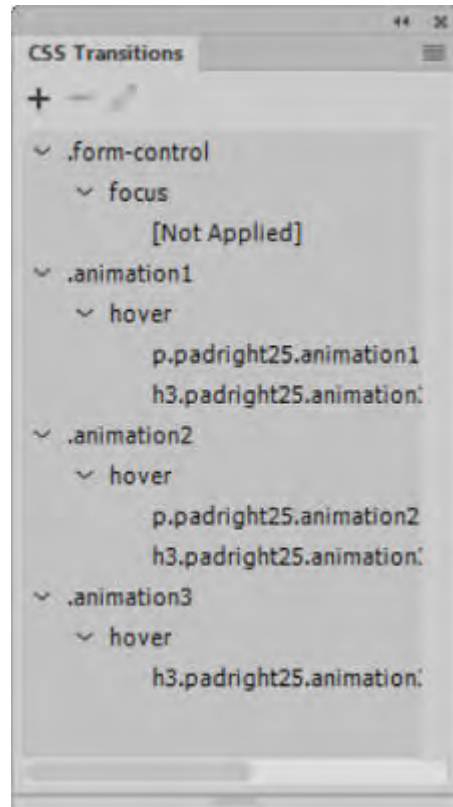 CSS Transitions
.form-control
focus
[Not Applied]
.animation1
hover
p.padright25.animation1
h3.padright25.animation
.animation2
hover
p.padright25.animation2
h3.padright25.animation
.animation3
hover
h3.padright25.animation